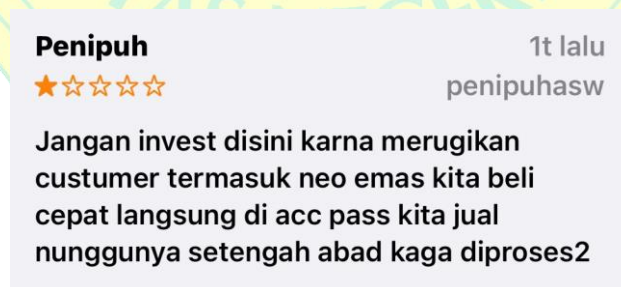 Penipuh
1t lalu
penipuhasw
Jangan invest disini karna merugikan
custumer termasuk neo emas kita beli
cepat langsung di acc pass kita jual
nunggunya setengah abad kaga diproses2